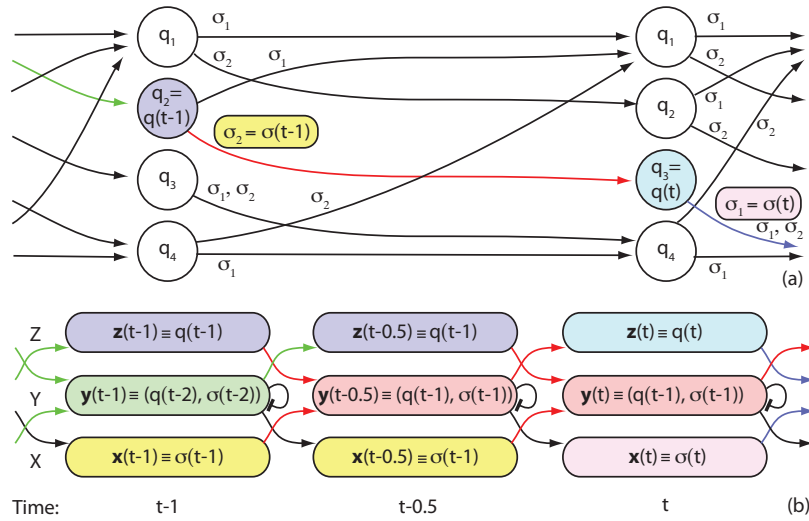 σ₁ σ₁
q₁ q₁
σ₂ σ₁ σ₂
q₂= q(t-1) q₂ σ₁
σ₂ = σ(t-1) σ₂ σ₂
q₃ σ₁, σ₂ σ₂ q₃= q(t) σ₁ = σ(t)
σ₁, σ₂
q₄ σ₁ q₄ σ₁
(a)
Z z(t-1) ≡ q(t-1) z(t-0.5) ≡ q(t-1) z(t) ≡ q(t)
Y y(t-1) ≡ (q(t-2), σ(t-2)) y(t-0.5) ≡ (q(t-1), σ(t-1)) y(t) ≡ (q(t-1), σ(t-1))
X x(t-1) ≡ σ(t-1) x(t-0.5) ≡ σ(t-1) x(t) ≡ σ(t)
Time: t-1 t-0.5 t (b)